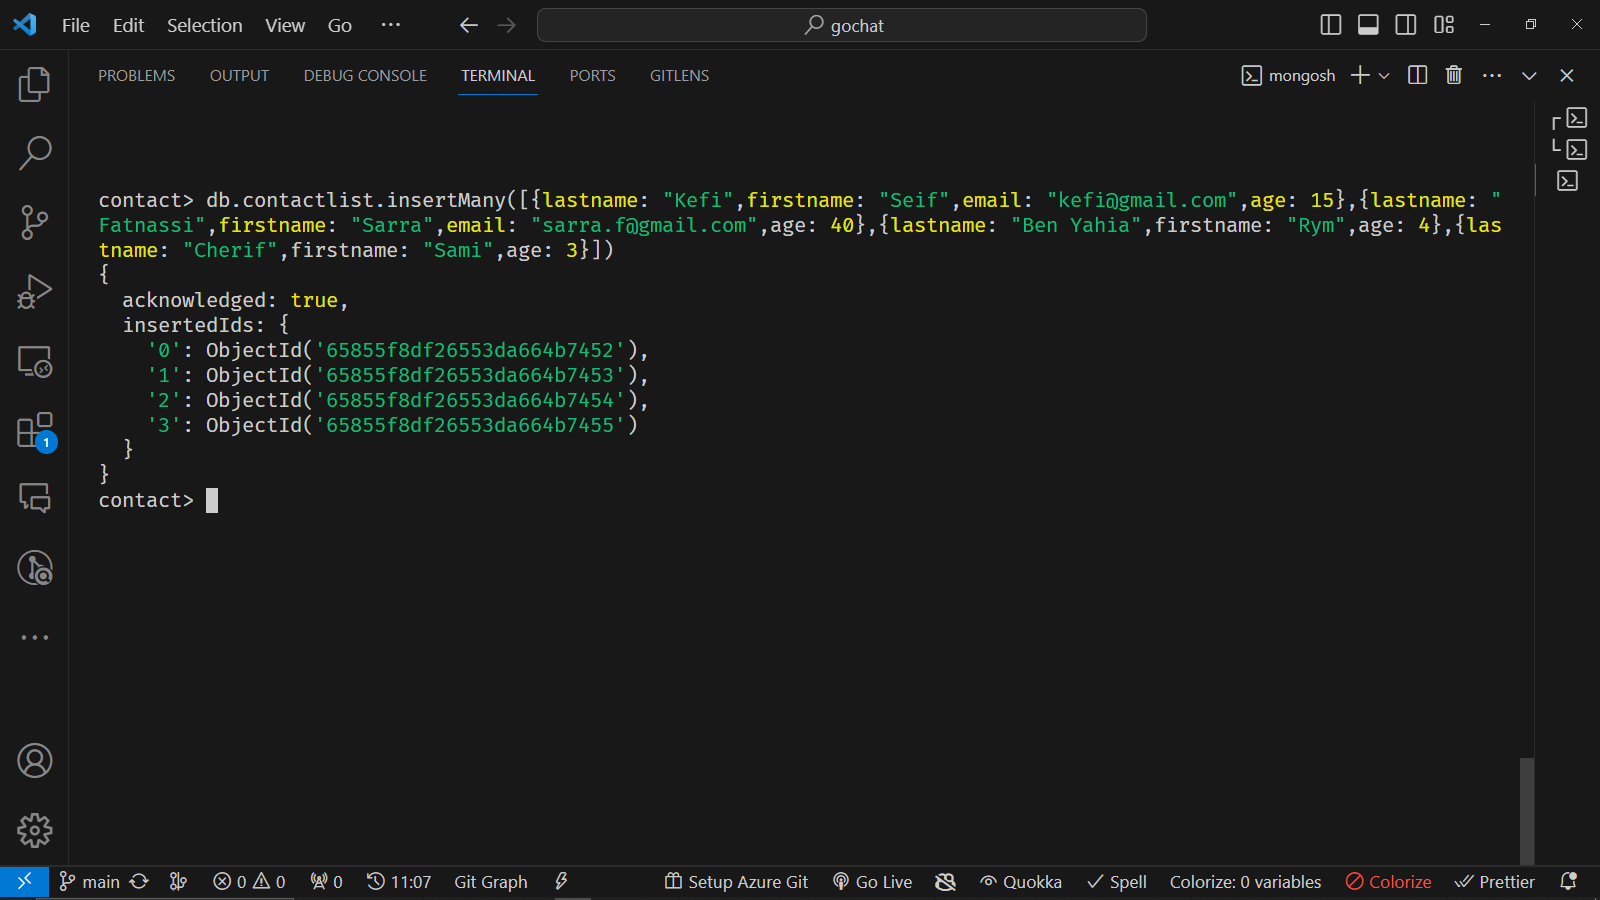 File Edit Selection View Go ··· gochat
PROBLEMS OUTPUT DEBUG CONSOLE TERMINAL PORTS GITLENS mongosh
contact> db.contactlist.insertMany([{lastname: "Kefi",firstname: "Seif",email: "kefi@gmail.com",age: 15},{lastname: "
Fatnassi",firstname: "Sarra",email: "sarra.f@gmail.com",age: 40},{lastname: "Ben Yahia",firstname: "Rym",age: 4},{las
tname: "Cherif",firstname: "Sami",age: 3}])
{
  acknowledged: true,
  insertedIds: {
    '0': ObjectId('65855f8df26553da664b7452'),
    '1': ObjectId('65855f8df26553da664b7453'),
    '2': ObjectId('65855f8df26553da664b7454'),
    '3': ObjectId('65855f8df26553da664b7455')
  }
}
contact>
1
main 0 0 0 11:07 Git Graph Setup Azure Git Go Live Quokka Spell Colorize: 0 variables Colorize Prettier